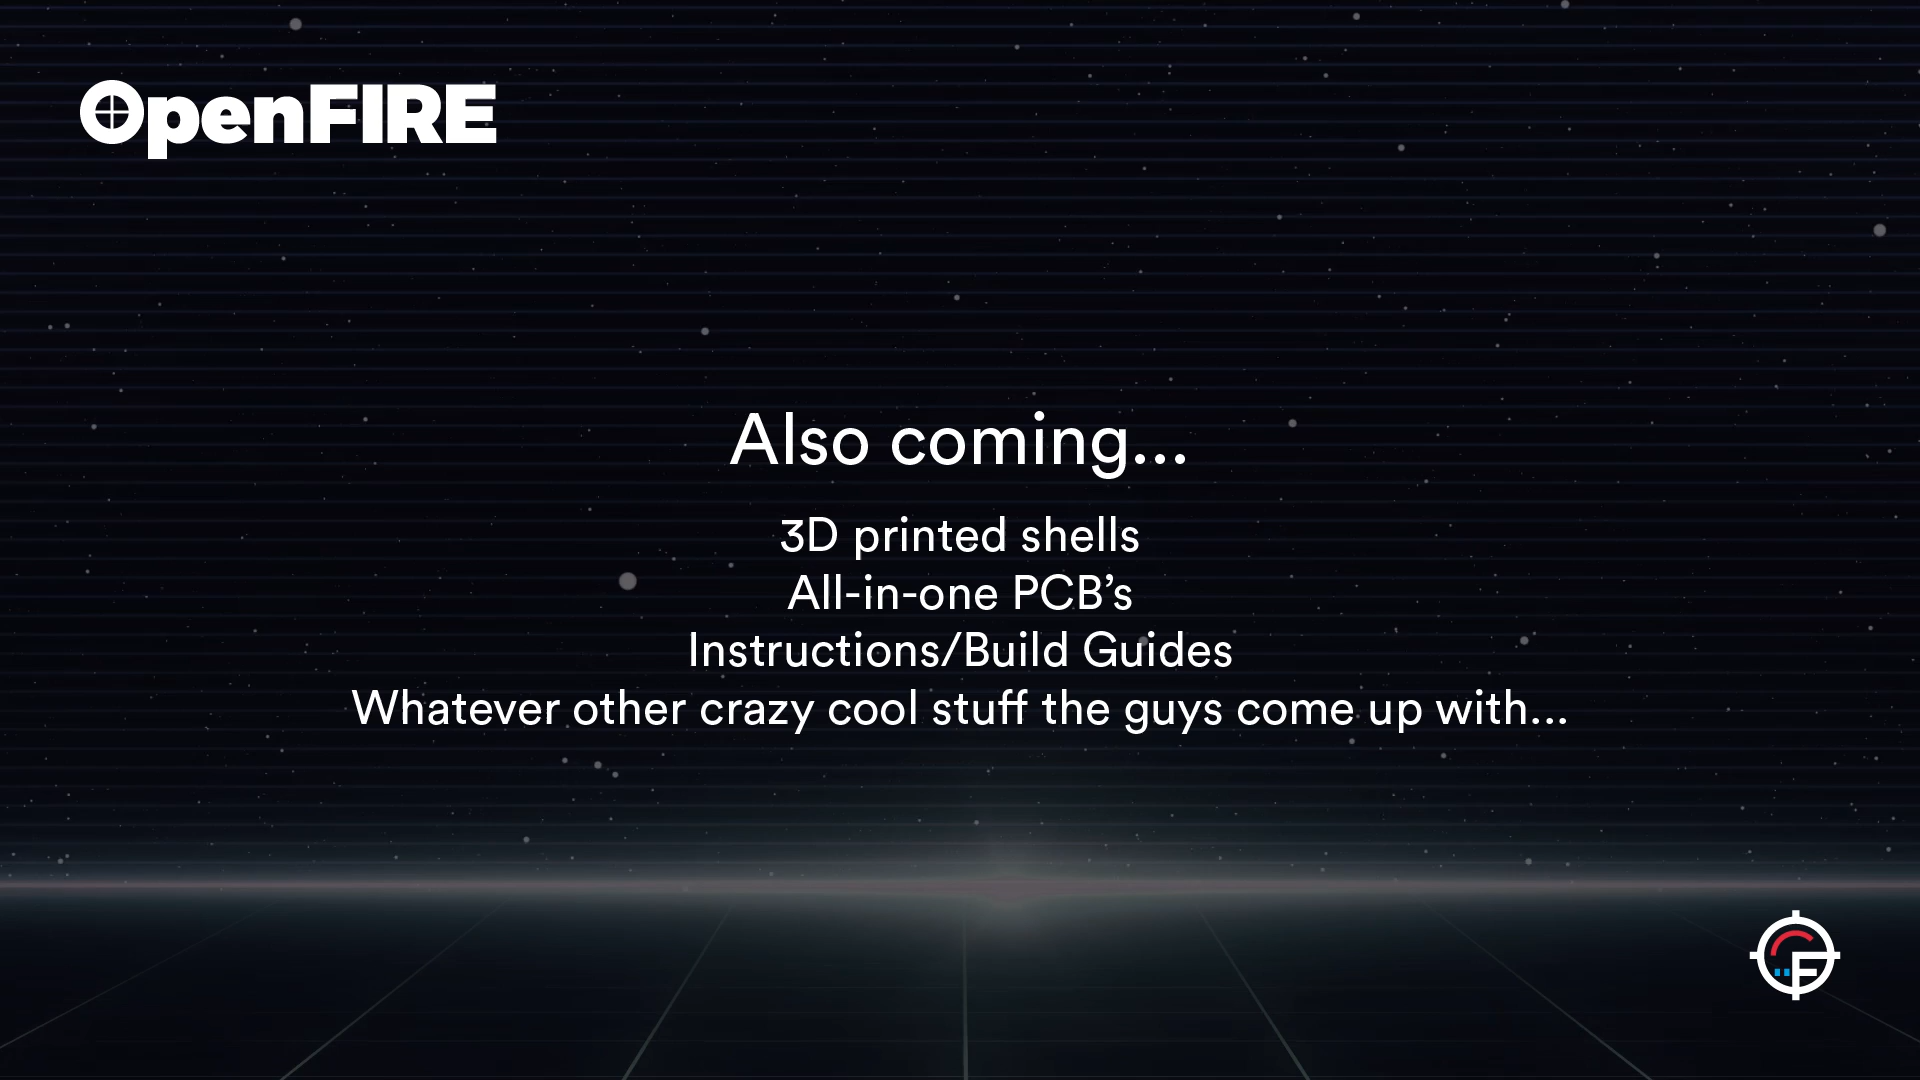 OpenFIRE
Also coming...
3D printed shells
All-in-one PCB’s
Instructions/Build Guides
Whatever other crazy cool stuff the guys come up with...
F